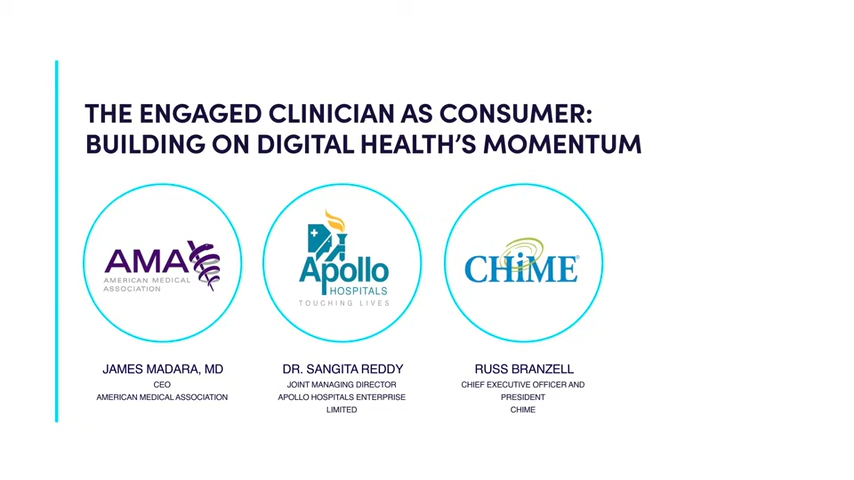 THE ENGAGED CLINICIAN AS CONSUMER:
BUILDING ON DIGITAL HEALTH'S MOMENTUM
AMA
AMERICAN MEDICAL
ASSOCIATION
Apollo
HOSPITALS
TOUCHING LIVES
CHiME®
JAMES MADARA, MD
CEO
AMERICAN MEDICAL ASSOCIATION
DR. SANGITA REDDY
JOINT MANAGING DIRECTOR
APOLLO HOSPITALS ENTERPRISE
LIMITED
RUSS BRANZELL
CHIEF EXECUTIVE OFFICER AND
PRESIDENT
CHIME